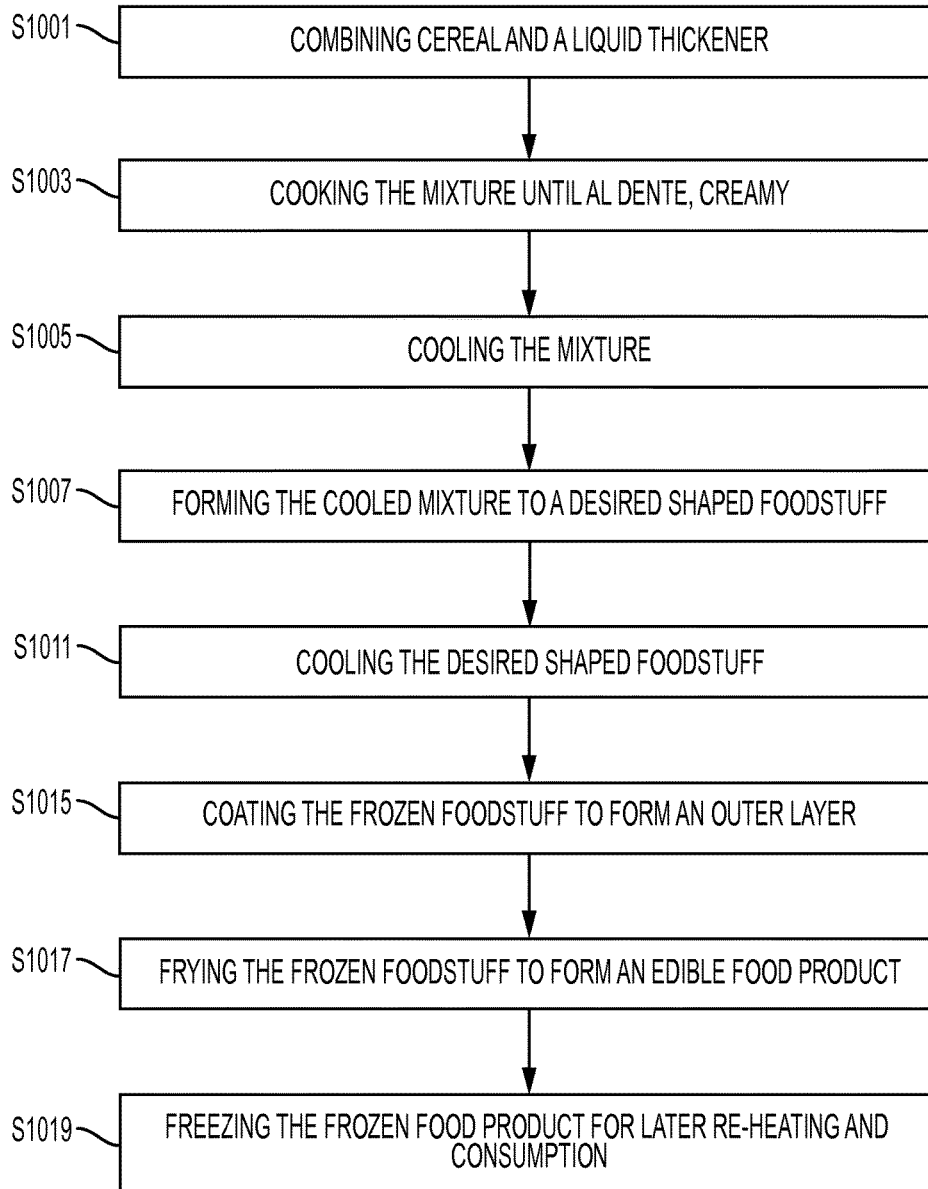 S1001
COMBINING CEREAL AND A LIQUID THICKENER
S1003
COOKING THE MIXTURE UNTIL AL DENTE, CREAMY
S1005
COOLING THE MIXTURE
S1007
FORMING THE COOLED MIXTURE TO A DESIRED SHAPED FOODSTUFF
S1011
COOLING THE DESIRED SHAPED FOODSTUFF
S1015
COATING THE FROZEN FOODSTUFF TO FORM AN OUTER LAYER
S1017
FRYING THE FROZEN FOODSTUFF TO FORM AN EDIBLE FOOD PRODUCT
S1019
FREEZING THE FROZEN FOOD PRODUCT FOR LATER RE-HEATING AND
CONSUMPTION